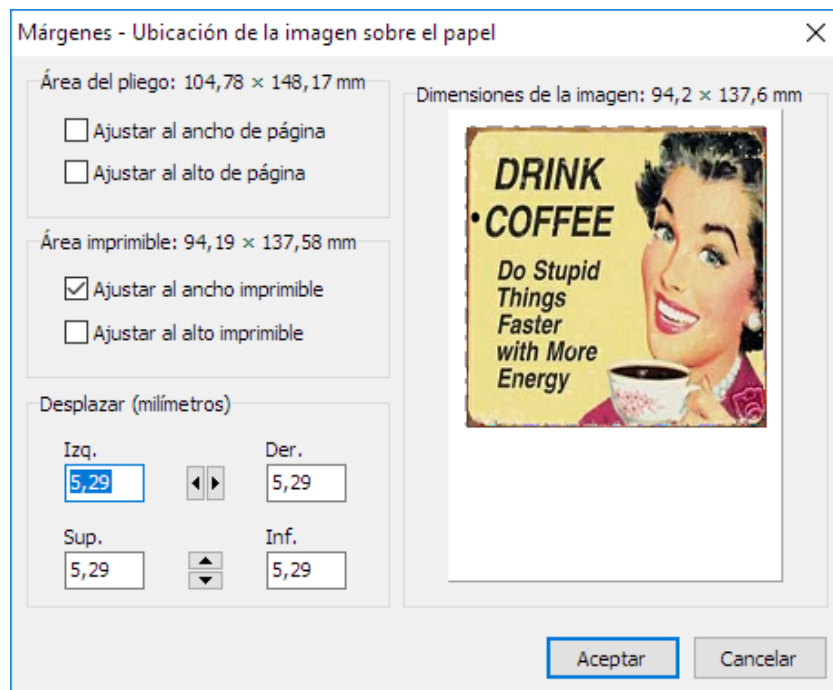 Márgenes - Ubicación de la imagen sobre el papel
Área del pliego: 104,78 × 148,17 mm
Ajustar al ancho de página
Ajustar al alto de página
Área imprimible: 94,19 × 137,58 mm
Ajustar al ancho imprimible
Ajustar al alto imprimible
Desplazar (milímetros)
Izq. Der.
5,29 5,29
Sup. Inf.
5,29 5,29
Dimensiones de la imagen: 94,2 × 137,6 mm
DRINK
•COFFEE
Do Stupid
Things
Faster
with More
Energy
Aceptar Cancelar